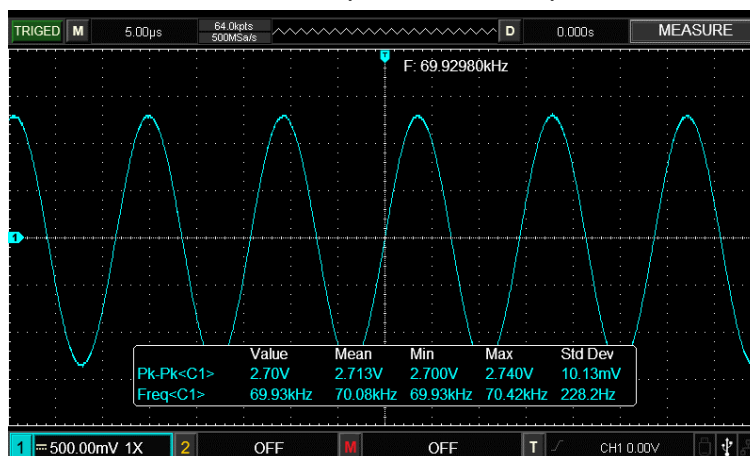 TRIGED M 5.00µs 64.0kpts D 0.000s MEASURE
500MSa/s
T
F: 69.92980kHz
1
Value Mean Min Max Std Dev
Pk-Pk<C1> 2.70V 2.713V 2.700V 2.740V 10.13mV
Freq<C1> 69.93kHz 70.08kHz 69.93kHz 70.42kHz 228.2Hz
1 500.00mV 1X 2 OFF M OFF T CH1 0.00V